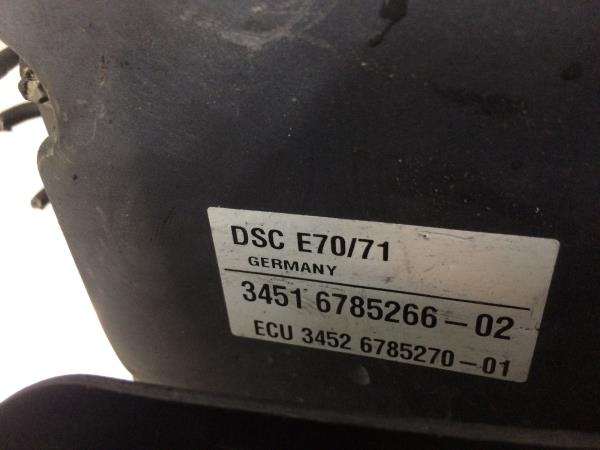 DSC E70/71
GERMANY
3451 6785266-02
ECU 3452 6785270-01